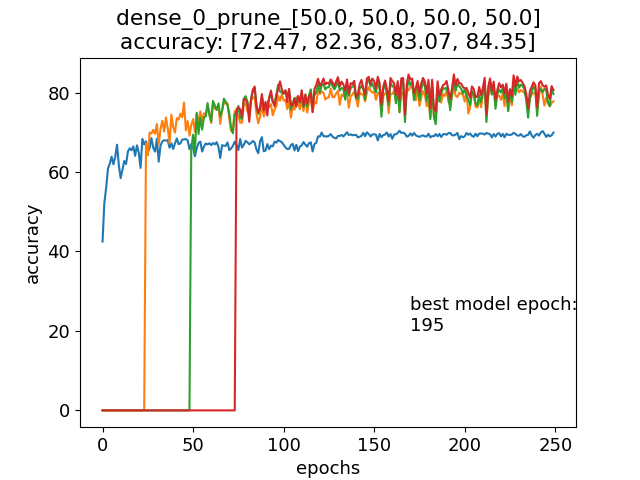 dense_0_prune_[50.0, 50.0, 50.0, 50.0]
accuracy: [72.47, 82.36, 83.07, 84.35]
accuracy
80
60
40
20
0
best model epoch:
195
0 50 100 150 200 250
epochs